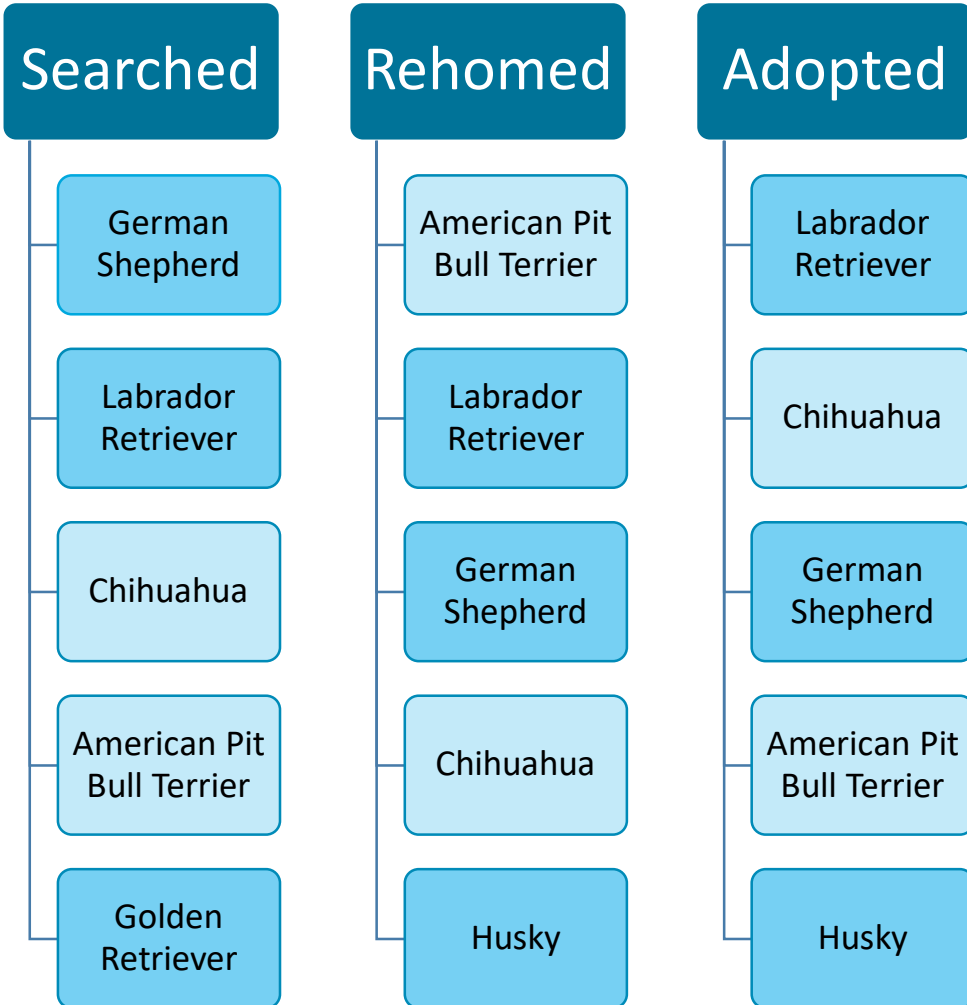 Searched
German
Shepherd
Labrador
Retriever
Chihuahua
American Pit
Bull Terrier
Golden
Retriever
Rehomed
American Pit
Bull Terrier
Labrador
Retriever
German
Shepherd
Chihuahua
Husky
Adopted
Labrador
Retriever
Chihuahua
German
Shepherd
American Pit
Bull Terrier
Husky